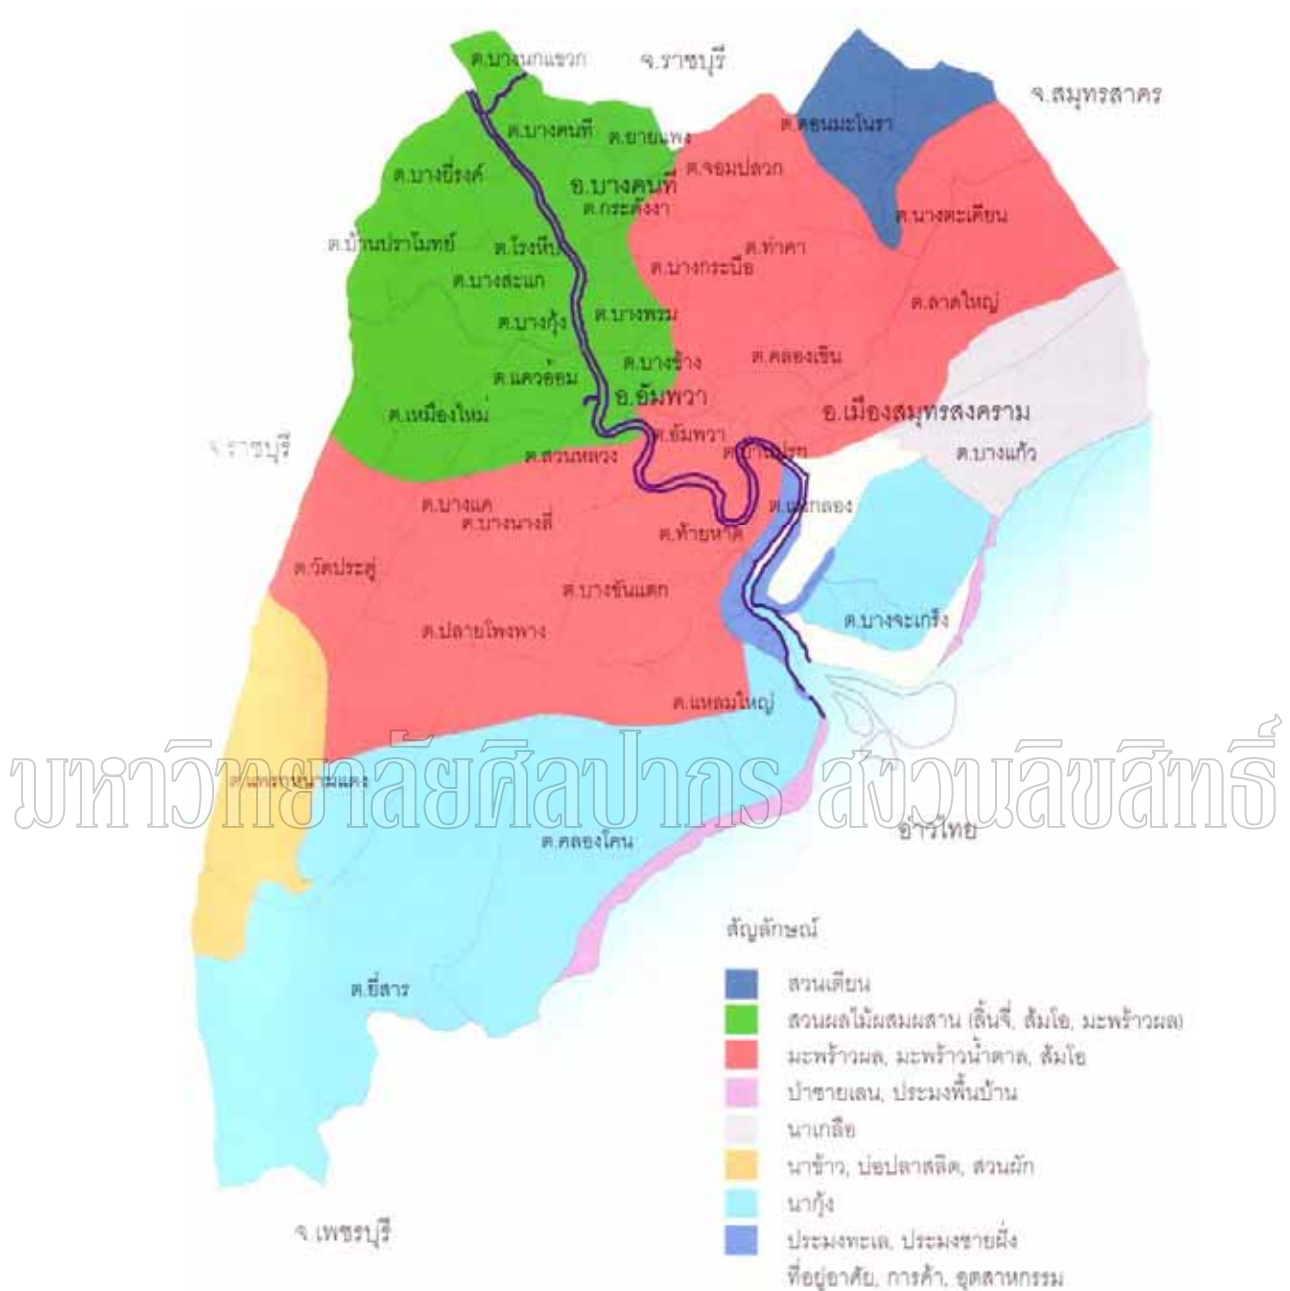 ต.บางนกแขวก
จ.ราชบุรี
จ.สมุทรสาคร
ต.บางคนที
ต.ยายแพง
ต.ดอนมะโนรา
ต.จอมปลวก
ต.บางยี่รงค์
อ.บางคนที
ต.กระดังงา
ต.นางตะเคียน
ต.บ้านปราโมทย์
ต.โรงหีบ
ต.ท่าคา
ต.บางกระบือ
ต.บางสะแก
ต.ลาดใหญ่
ต.บางกุ้ง
ต.บางพรม
ต.คลองเขิน
ต.บางช้าง
ต.แควอ้อม
อ.อัมพวา
ต.เหมืองใหม่
อ.เมืองสมุทรสงคราม
จ.ราชบุรี
ต.อัมพวา
ต.สวนหลวง
ต.บ้านปรก
ต.บางแก้ว
ต.บางแค
ต.บางนางลี่
ต.แม่กลอง
ต.ท้ายหาด
ต.วัดประดู่
ต.บางขันแตก
ต.บางจะเกร็ง
ต.ปลายโพงพาง
ต.แหลมใหญ่
มหาวิทยาลัยศิลปากร สงวนลิขสิทธิ์
ต.แพรกหนามแดง
อ่าวไทย
ต.คลองโคน
ต.ยี่สาร
จ.เพชรบุรี
สัญลักษณ์
สวนเตียน
สวนผลไม้ผสมผสาน (ลิ้นจี่, ส้มโอ, มะพร้าวผล)
มะพร้าวผล, มะพร้าวน้ำตาล, ส้มโอ
ป่าชายเลน, ประมงพื้นบ้าน
นาเกลือ
นาข้าว, บ่อปลาสลิด, สวนผัก
นากุ้ง
ประมงทะเล, ประมงชายฝั่ง
ที่อยู่อาศัย, การค้า, อุตสาหกรรม